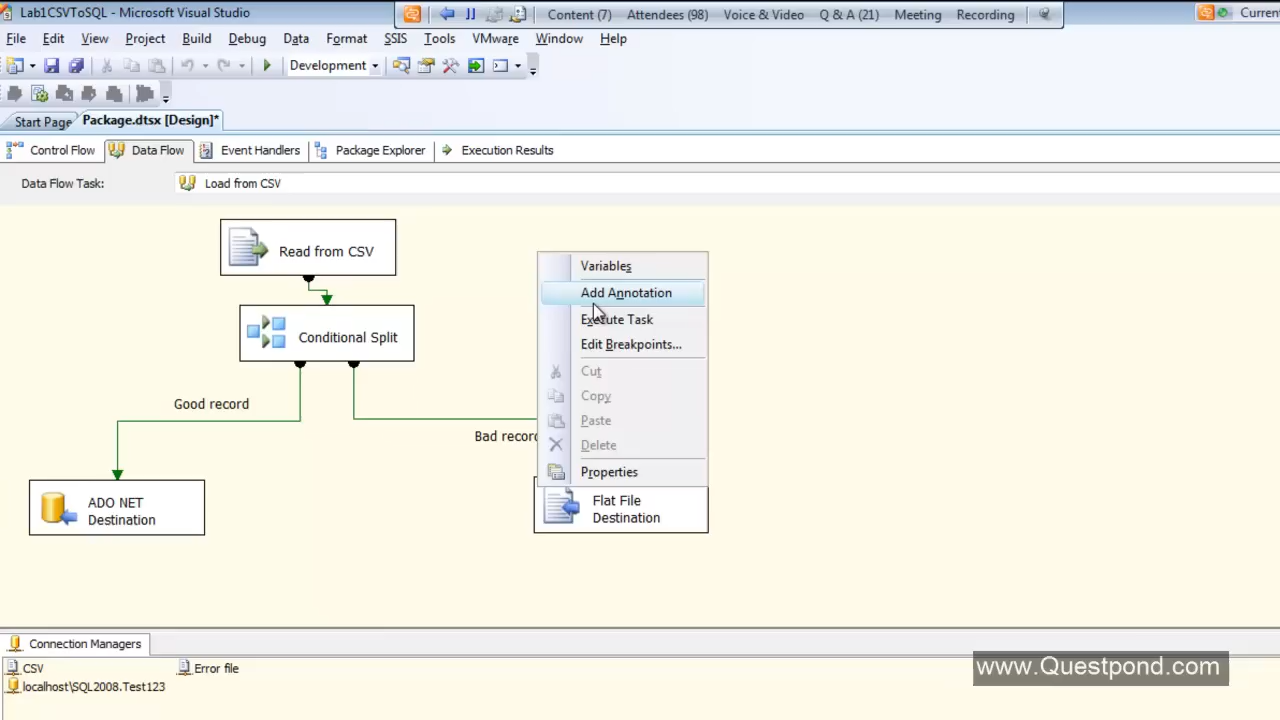 Lab1CSVToSQL - Microsoft Visual Studio
Content (7) Attendees (98) Voice & Video Q & A (21) Meeting Recording
Current
File Edit View Project Build Debug Data Format SSIS Tools VMware Window Help
Development
Start Page Package.dtsx [Design]*
Control Flow Data Flow Event Handlers Package Explorer Execution Results
Data Flow Task: Load from CSV
Read from CSV
Variables
Add Annotation
Execute Task
Conditional Split
Edit Breakpoints...
Cut
Copy
Good record
Paste
Bad record
Delete
Properties
ADO NET
Destination
Flat File
Destination
Connection Managers
CSV Error file
localhost\SQL2008.Test123
www.Questpond.com